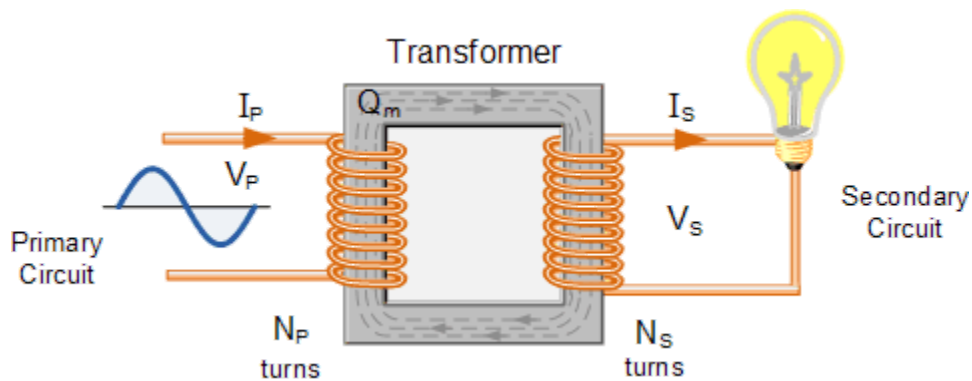 Transformer
Qm
IP
IS
VP
VS
Primary
Circuit
Secondary
Circuit
NP
turns
NS
turns